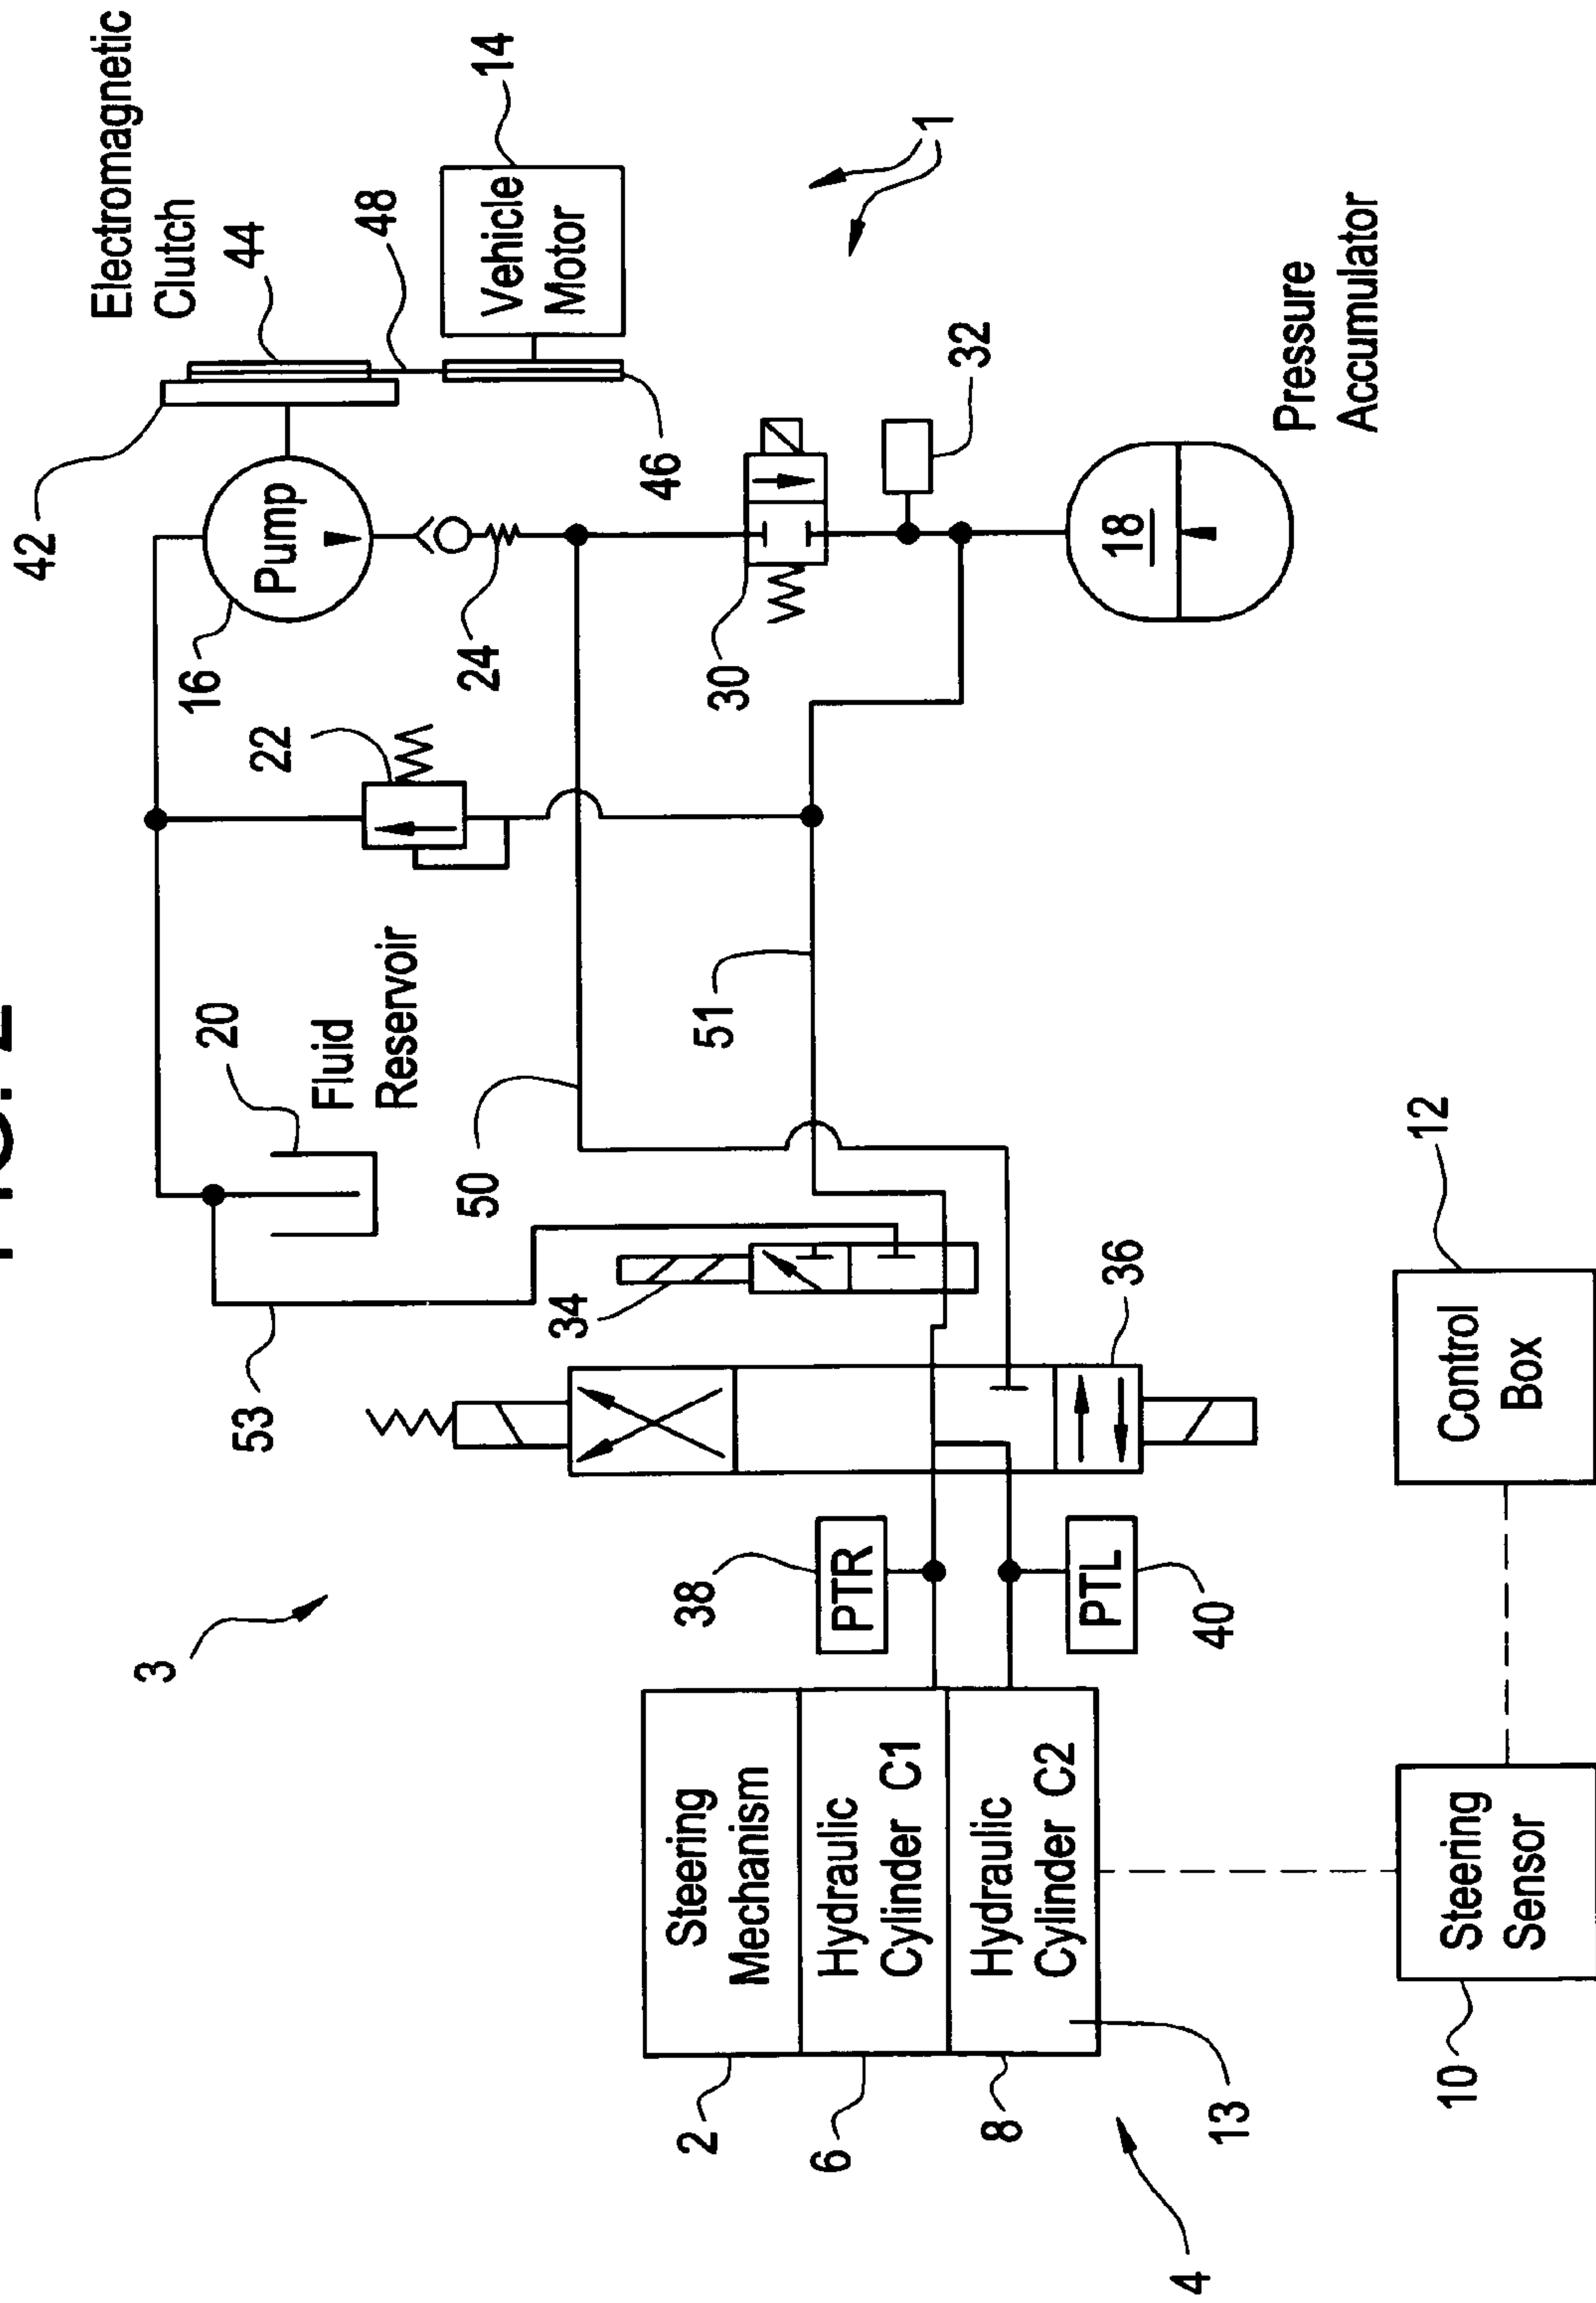 Electromagnetic
Clutch
42
44
48
14
Vehicle
Motor
46
Pump
16
24
22
1
32
30
18
Pressure
Accumulator
20
Fluid
Reservoir
50
51
53
34
36
3
38
PTR
PTL
40
12
Control
Box
Steering
Mechanism
Hydraulic
Cylinder C1
Hydraulic
Cylinder C2
2
6
8
13
4
10
Steering
Sensor